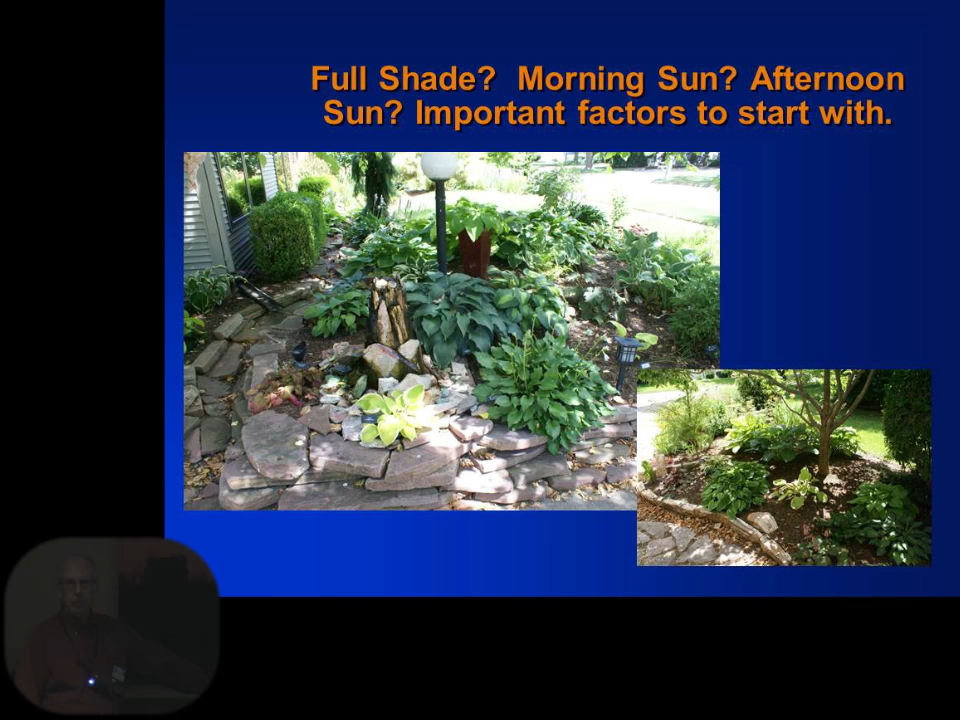 Full Shade?  Morning Sun? Afternoon
Sun? Important factors to start with.